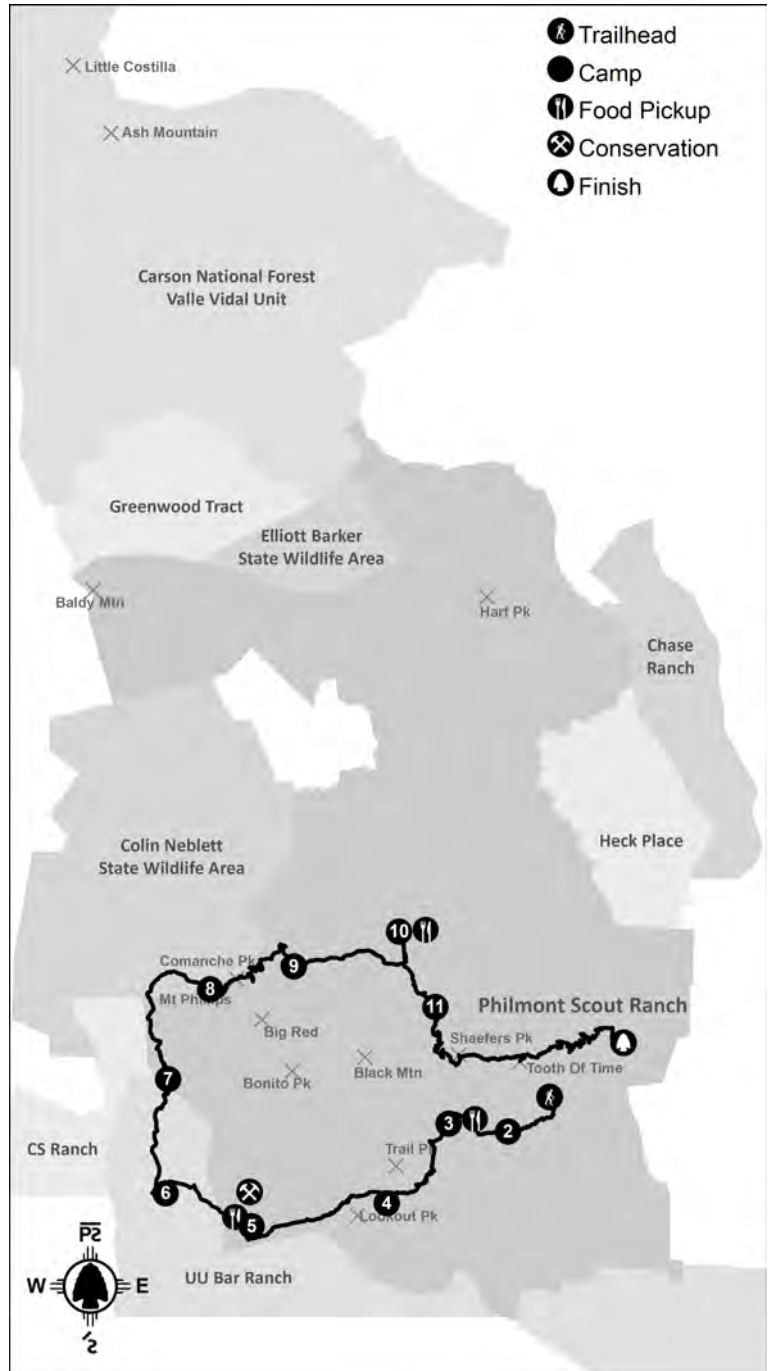 Trailhead
Camp
Food Pickup
Conservation
Finish
Little Costilla
Ash Mountain
Carson National Forest
Valle Vidal Unit
Greenwood Tract
Elliott Barker
State Wildlife Area
Baldy Mtn
Hart Pk
Chase
Ranch
Colin Neblett
State Wildlife Area
Heck Place
10
Comanche Pk
9
8
Mt Phillips
11
Philmont Scout Ranch
Big Red
Shaefers Pk
Black Mtn
Tooth Of Time
7
Bonito Pk
3
2
CS Ranch
Trail Pk
6
4
5
Lookout Pk
UU Bar Ranch
W
E